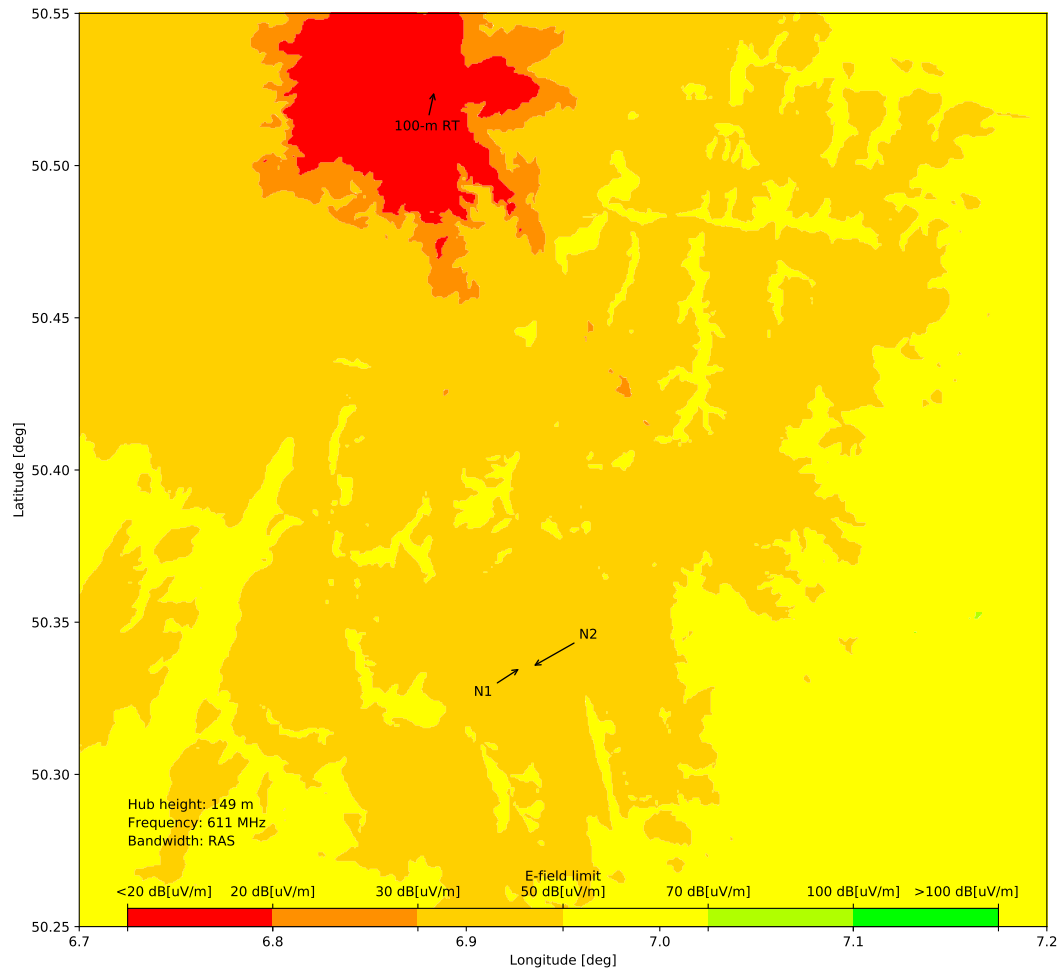 50.55
100-m RT
50.50
50.45
Latitude [deg]
50.40
50.35
N2
N1
50.30
Hub height: 149 m
Frequency: 611 MHz
Bandwidth: RAS
E-field limit
<20 dB[uV/m] 20 dB[uV/m] 30 dB[uV/m] 50 dB[uV/m] 70 dB[uV/m] 100 dB[uV/m] >100 dB[uV/m]
50.25
6.7 6.8 6.9 7.0 7.1 7.2
Longitude [deg]